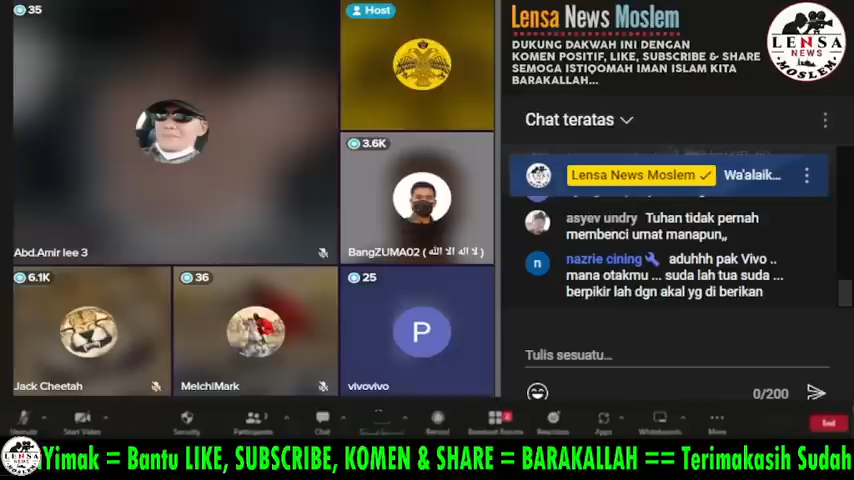 35
Host
Lensa News Moslem
DUKUNG DAKWAH INI DENGAN
KOMEN POSITIF, LIKE, SUBSCRIBE & SHARE
SEMOGA ISTIQOMAH IMAN ISLAM KITA
BARAKALLAH...
LENSA
NEWS
MOSLEM
Chat teratas
Lensa News Moslem Wa'alaik...
asyev undry Tuhan tidak pernah
membenci umat manapun,,
nazrie cining aduhhh pak Vivo ..
mana otakmu ... suda lah tua suda ...
berpikir lah dgn akal yg di berikan
Tulis sesuatu...
0/200
3.6K
Abd.Amir lee 3
BangZUMA02 ( لا اله الا الله )
6.1K
36
25
P
Jack Cheetah
MelchiMark
vivovivo
Start Video
Security
Participants
Chat
Record
Breakout Rooms
Reactions
Apps
Whiteboards
More
End
LENSA
NEWS
MOSLEM
Yimak = Bantu LIKE, SUBSCRIBE, KOMEN & SHARE = BARAKALLAH == Terimakasih Sudah